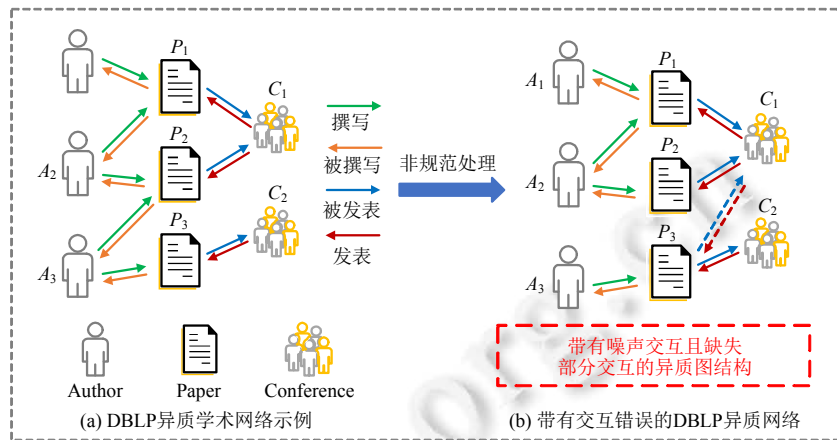 P1
C1
A2
P2
C2
A3
P3
撰写
被撰写
被发表
发表
非规范处理
A1
P1
C1
A2
P2
C2
A3
P3
带有噪声交互且缺失
部分交互的异质图结构
Author
Paper
Conference
(a) DBLP异质学术网络示例
(b) 带有交互错误的DBLP异质网络